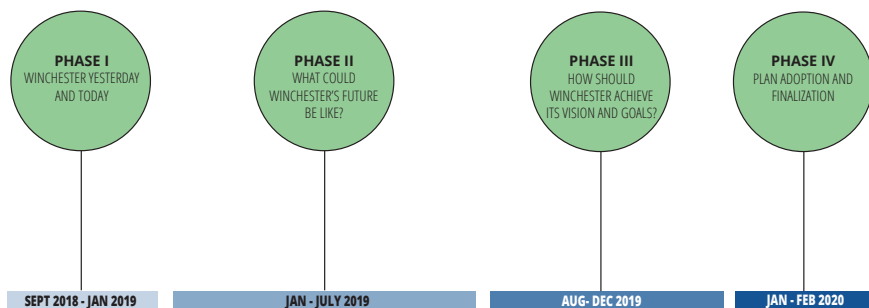 PHASE I
WINCHESTER YESTERDAY
AND TODAY
PHASE II
WHAT COULD
WINCHESTER'S FUTURE
BE LIKE?
PHASE III
HOW SHOULD
WINCHESTER ACHIEVE
ITS VISION AND GOALS?
PHASE IV
PLAN ADOPTION AND
FINALIZATION
SEPT 2018 - JAN 2019
JAN - JULY 2019
AUG- DEC 2019
JAN - FEB 2020